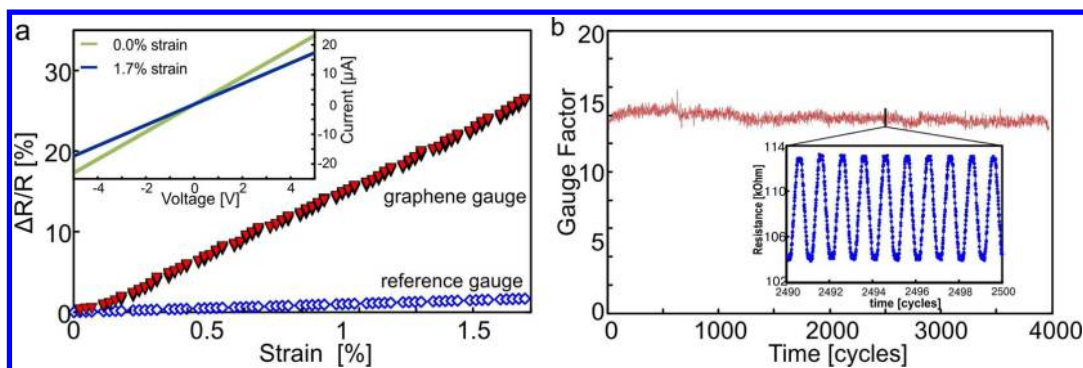 a
0.0% strain
1.7% strain
20
10
0
-10
-20
Current [µA]
-4
-2
0
2
4
Voltage [V]
30
20
10
0
ΔR/R [%]
graphene gauge
reference gauge
0
0.5
1
1.5
Strain [%]
b
20
15
10
5
0
Gauge Factor
114
110
106
102
Resistance [kOhm]
2490
2492
2494
2496
2498
2500
time [cycles]
0
1000
2000
3000
4000
Time [cycles]